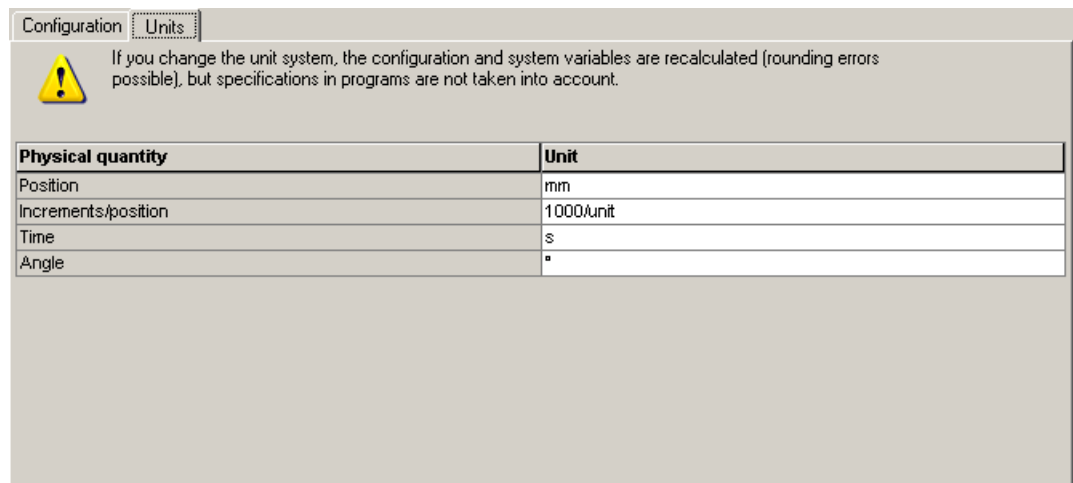 Configuration Units
If you change the unit system, the configuration and system variables are recalculated (rounding errors
possible), but specifications in programs are not taken into account.
Physical quantity Unit
Position mm
Increments/position 1000/unit
Time s
Angle °